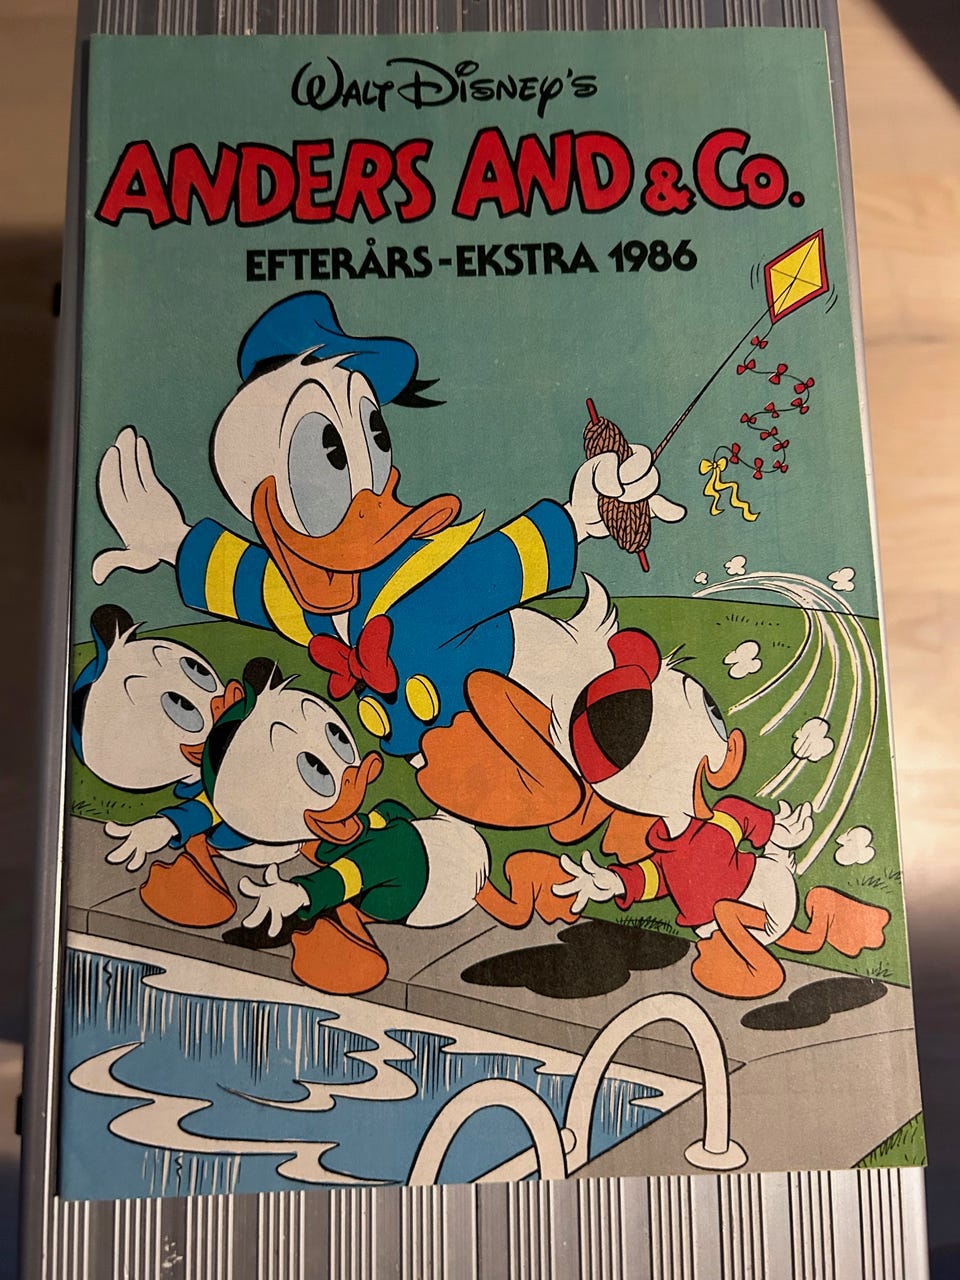 WALT DISNEY'S
ANDERS AND & CO.
EFTERÅRS-EKSTRA 1986